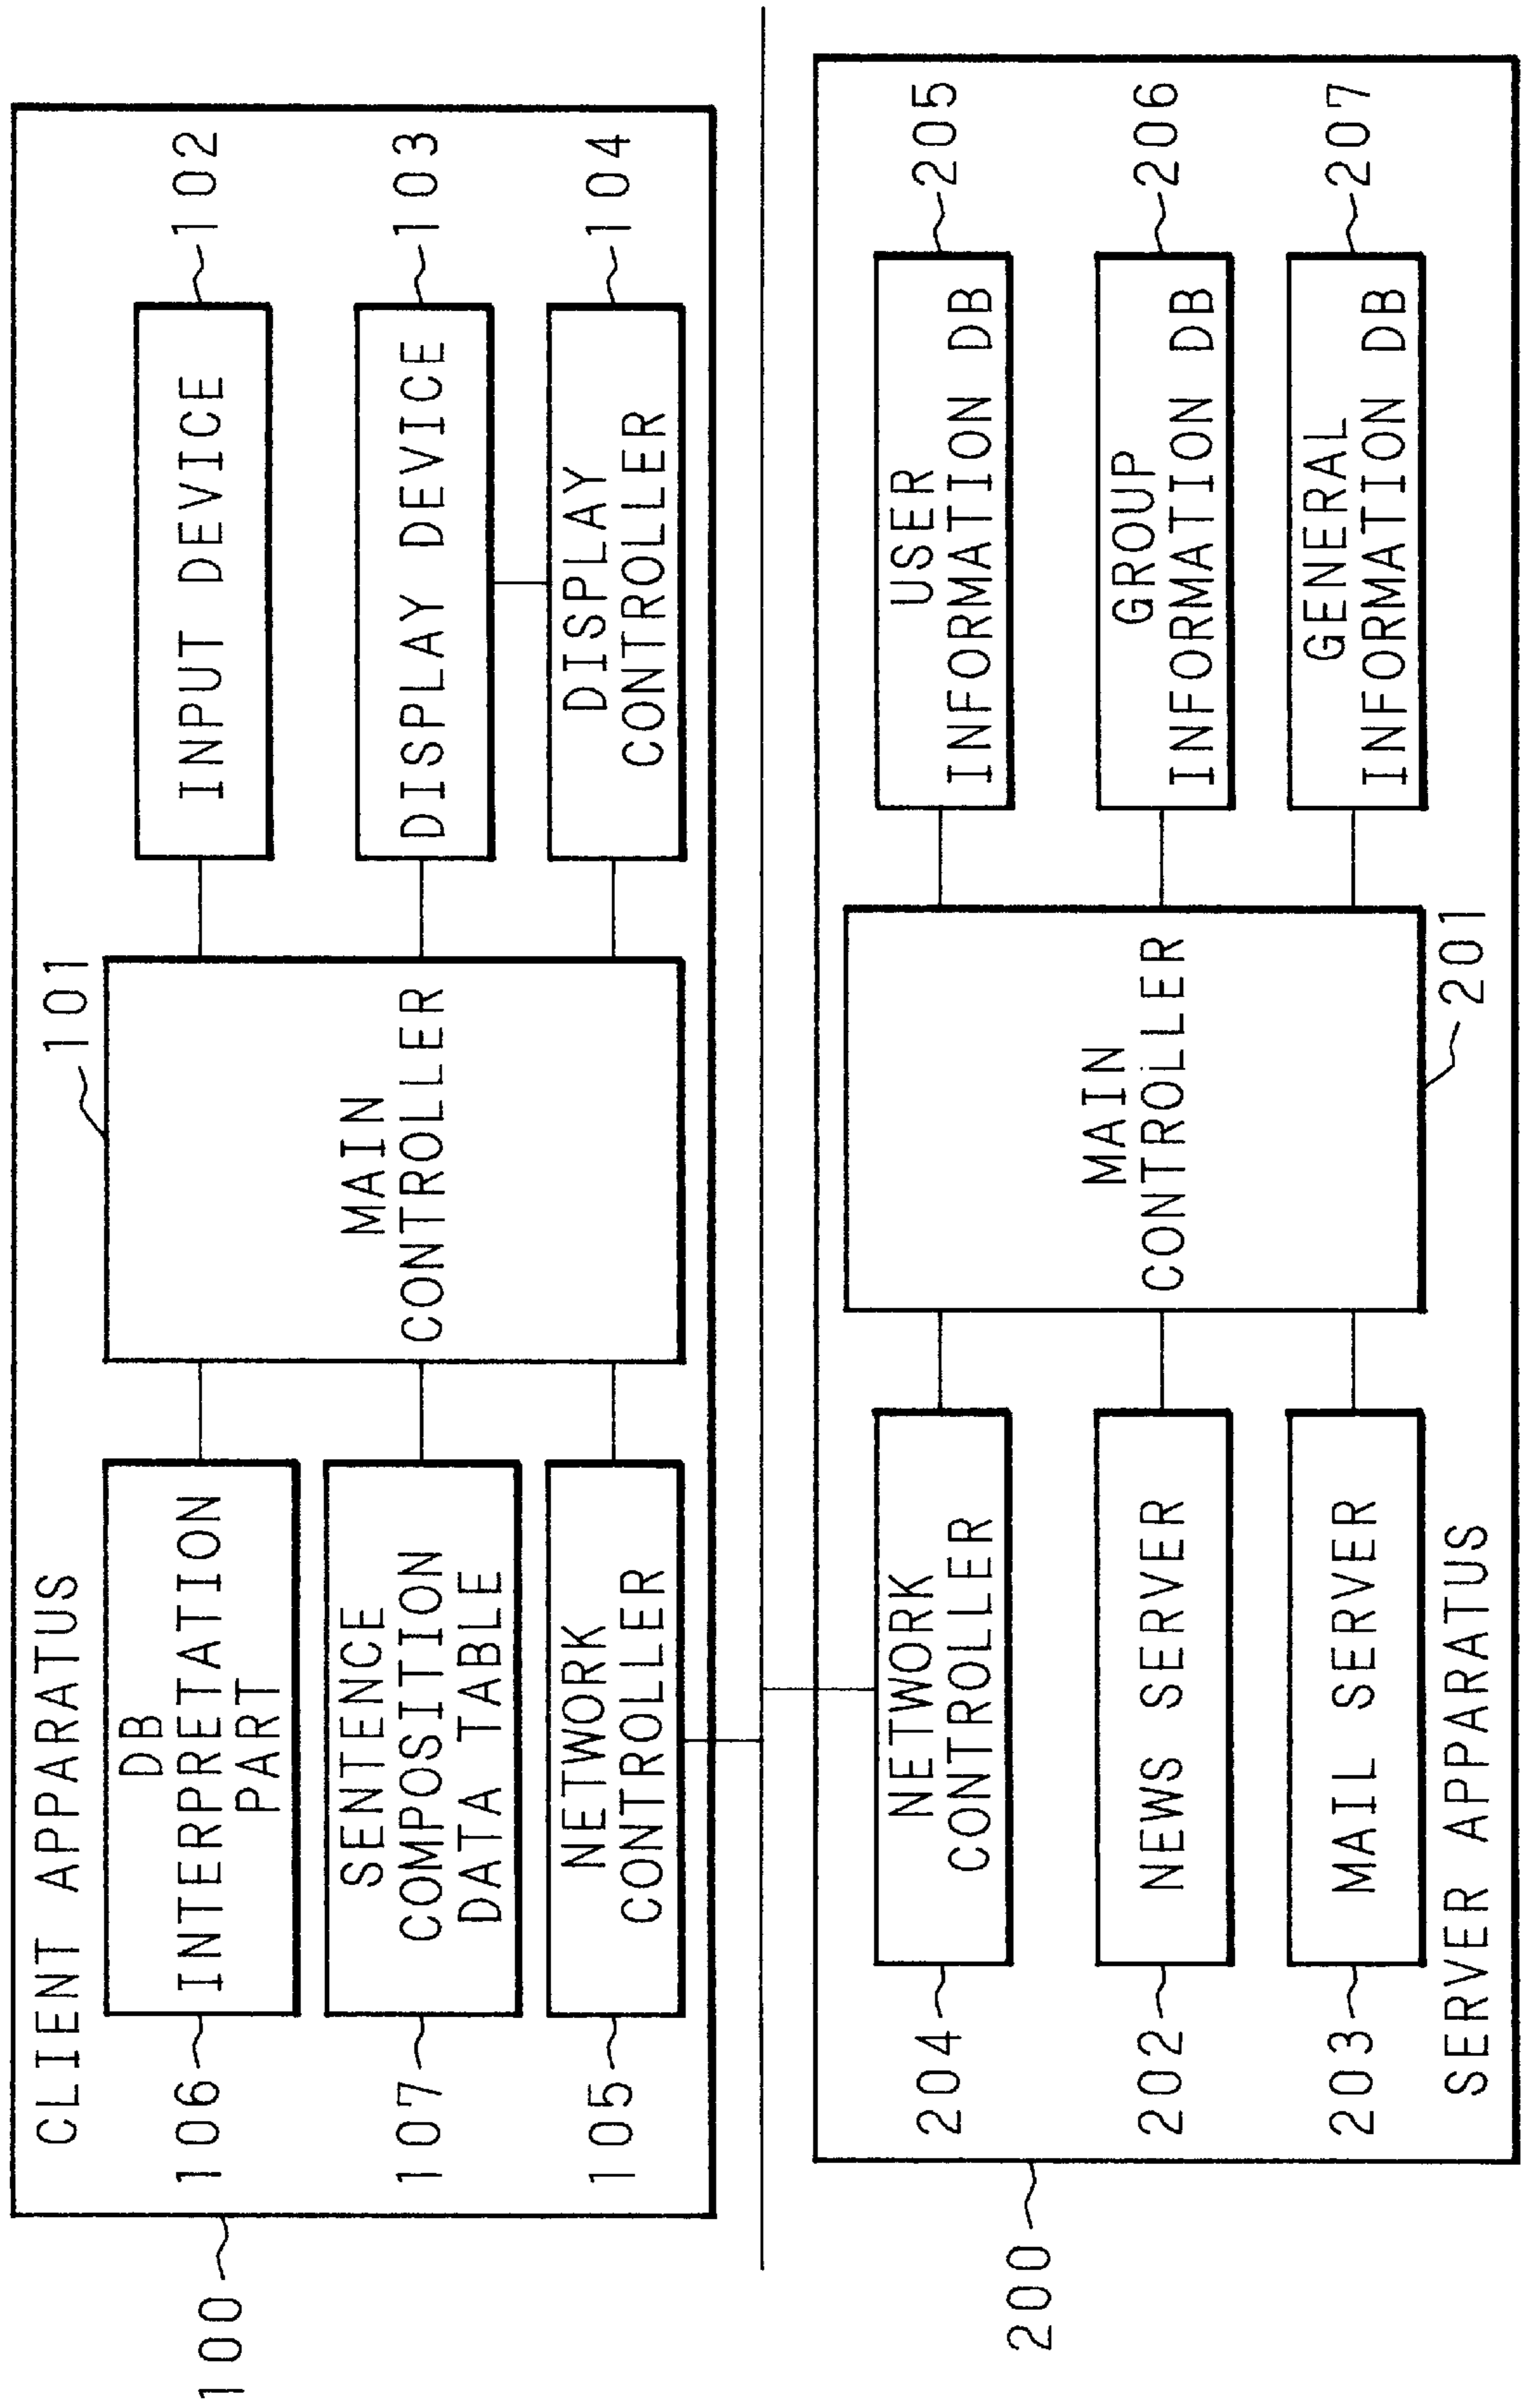 CLIENT APPARATUS
100
101
106
DB
INTERPRETATION
PART
107
SENTENCE
COMPOSITION
DATA TABLE
105
NETWORK
CONTROLLER
MAIN
CONTROLLER
INPUT DEVICE
102
DISPLAY DEVICE
103
DISPLAY
CONTROLLER
104
200
204
NETWORK
CONTROLLER
202
NEWS SERVER
203
MAIL SERVER
MAIN
CONTROLLER
201
USER
INFORMATION DB
205
GROUP
INFORMATION DB
206
GENERAL
INFORMATION DB
207
SERVER APPARATUS